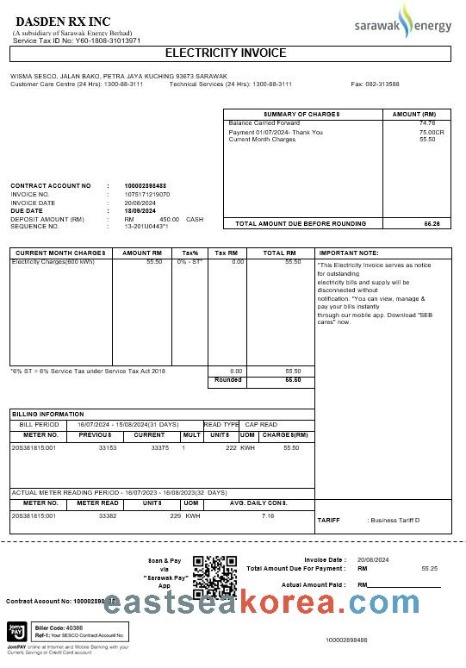 DASDEN RX INC
(A subsidiary of Sarawak Energy Berhad)
Service Tax ID No: Y60-1808-31013971
sarawak energy
ELECTRICITY INVOICE
WISMA SESCO, JALAN BAKO, PETRA JAYA KUCHING 93673 SARAWAK
Customer Care Centre (24 Hrs): 1300-88-3111 Technical Services (24 Hrs): 1300-88-3111 Fax: 082-313588
SUMMARY OF CHARGES AMOUNT (RM)
Balance Carried Forward 74.76
Payment 01/07/2024- Thank You 75.00CR
Current Month Charges 55.50
CONTRACT ACCOUNT NO : 100002898488
INVOICE NO. : 1075171219070
INVOICE DATE : 20/08/2024
DUE DATE : 18/09/2024
DEPOSIT AMOUNT (RM) : RM 450.00 CASH
SEQUENCE NO. : 13-201U0443*1
TOTAL AMOUNT DUE BEFORE ROUNDING 55.26
CURRENT MONTH CHARGES AMOUNT RM Tax% Tax RM TOTAL RM
Electricity Charges(600 kWh) 55.50 0% - ST* 0.00 55.50
*6% ST = 6% Service Tax under Service Tax Act 2018 0.00 55.50
Rounded 55.50
IMPORTANT NOTE:
"This Electricity Invoice serves as notice
for outstanding
electricity bills and supply will be
disconnected without
notification. "You can view, manage &
pay your bills instantly
through our mobile app. Download "SEB
cares" now.
BILLING INFORMATION
BILL PERIOD 16/07/2024 - 15/08/2024(31 DAYS) READ TYPE CAP READ
METER NO. PREVIOUS CURRENT MULT UNITS UOM CHARGES(RM)
20S381815:001 33153 33375 1 222 KWH 55.50
ACTUAL METER READING PERIOD - 16/07/2023 - 16/08/2023(32 DAYS)
METER NO. METER READ UNITS UOM AVG. DAILY CONS.
20S381815:001 33382 229 KWH 7.16
TARIFF : Business Tariff D
Scan & Pay
via
"Sarawak Pay"
App
Invoice Date : 20/08/2024
Total Amount Due For Payment : RM 55.25
Actual Amount Paid : RM
Contract Account No: 100002898488
eastseakorea.com
JomPAY
Biller Code: 40386
Ref-1: Your SESCO Contract Account No.
JomPAY online at Internet and Mobile Banking with your
Current, Savings or Credit Card account
100002898488